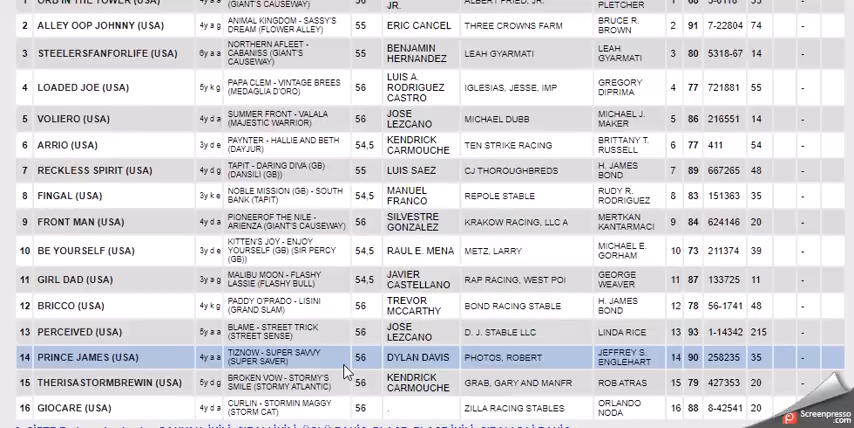 1 ORB IN THE TOWER (USA) (GIANT'S CAUSEWAY) JR. PLETCHER
2 ALLEY OOP JOHNNY (USA) 4y a a ANIMAL KINGDOM - SASSY'S DREAM (FLOWER ALLEY) 55 ERIC CANCEL THREE CROWNS FARM BRUCE R. BROWN 2 91 7-22804 74 -
3 STEELERSFANFORLIFE (USA) 6y a a NORTHERN AFLEET - CABANISS (GIANT'S CAUSEWAY) 55 BENJAMIN HERNANDEZ LEAH GYARMATI LEAH GYARMATI 3 80 5318-67 14 -
4 LOADED JOE (USA) 5y k g PAPA CLEM - VINTAGE BREES (MEDAGLIA D'ORO) 56 LUIS A. RODRIGUEZ CASTRO IGLESIAS, JESSE, IMP GREGORY DIPRIMA 4 77 721881 55 -
5 VOLIERO (USA) 4y d a SUMMER FRONT - VALALA (MAJESTIC WARRIOR) 56 JOSE LEZCANO MICHAEL DUBB MICHAEL J. MAKER 5 86 216551 14 -
6 ARRIO (USA) 3y d e PAYNTER - HALLIE AND BETH (DAYJUR) 54,5 KENDRICK CARMOUCHE TEN STRIKE RACING BRITTANY T. RUSSELL 6 77 411 54 -
7 RECKLESS SPIRIT (USA) 4y d g TAPIT - DARING DIVA (GB) (DANSILI (GB)) 55 LUIS SAEZ CJ THOROUGHBREDS H. JAMES BOND 7 89 667265 48 -
8 FINGAL (USA) 3y k e NOBLE MISSION (GB) - SOUTH BANK (TAPIT) 54,5 MANUEL FRANCO REPOLE STABLE RUDY R. RODRIGUEZ 8 83 151363 35 -
9 FRONT MAN (USA) 4y d a PIONEEROF THE NILE - ARIENZA (GIANT'S CAUSEWAY) 56 SILVESTRE GONZALEZ KRAKOW RACING, LLC A MERTKAN KANTARMACI 9 84 624146 20 -
10 BE YOURSELF (USA) 3y d e KITTEN'S JOY - ENJOY YOURSELF (GB) (SIR PERCY (GB)) 54,5 RAUL E. MENA METZ, LARRY MICHAEL E. GORHAM 10 73 211374 39 -
11 GIRL DAD (USA) 3y a g MALIBU MOON - FLASHY LASSIE (FLASHY BULL) 54,5 JAVIER CASTELLANO RAP RACING, WEST POI GEORGE WEAVER 11 87 133725 11 -
12 BRICCO (USA) 4y k g PADDY O'PRADO - LISINI (GRAND SLAM) 56 TREVOR MCCARTHY BOND RACING STABLE H. JAMES BOND 12 78 56-1741 48 -
13 PERCEIVED (USA) 5y a a BLAME - STREET TRICK (STREET SENSE) 56 JOSE LEZCANO D. J. STABLE LLC LINDA RICE 13 93 1-14342 215 -
14 PRINCE JAMES (USA) 4y a a TIZNOW - SUPER SAVVY (SUPER SAVER) 56 DYLAN DAVIS PHOTOS, ROBERT JEFFREY S. ENGLEHART 14 90 258235 35 -
15 THERISASTORMBREWIN (USA) 5y d g BROKEN VOW - STORMY'S SMILE (STORMY ATLANTIC) 56 KENDRICK CARMOUCHE GRAB, GARY AND MANFR ROB ATRAS 15 79 427353 20 -
16 GIOCARE (USA) 4y d a CURLIN - STORMIN MAGGY (STORM CAT) 56 . ZILLA RACING STABLES ORLANDO NODA 16 88 8-42541 20 -
Screenpresso